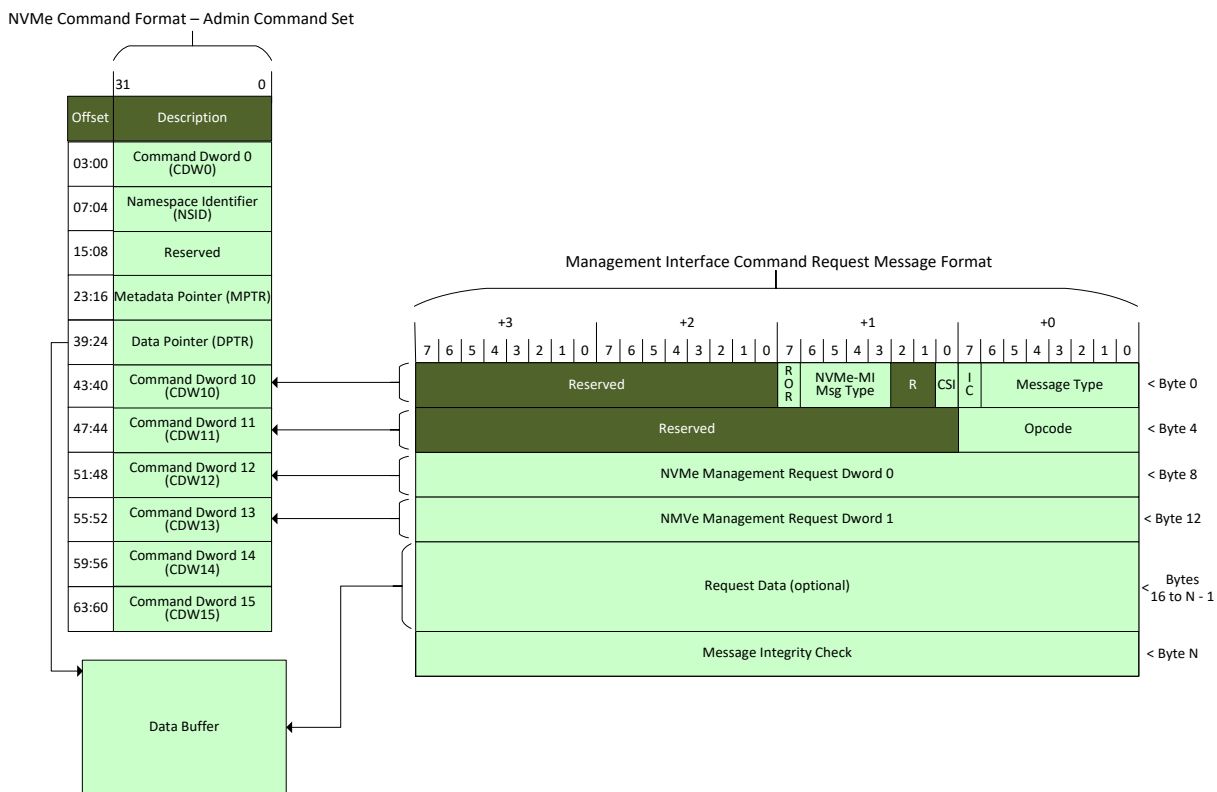 NVMe Command Format – Admin Command Set
31 0
Offset Description
03:00 Command Dword 0
(CDW0)
07:04 Namespace Identifier
(NSID)
15:08 Reserved
23:16 Metadata Pointer (MPTR)
39:24 Data Pointer (DPTR)
43:40 Command Dword 10
(CDW10)
47:44 Command Dword 11
(CDW11)
51:48 Command Dword 12
(CDW12)
55:52 Command Dword 13
(CDW13)
59:56 Command Dword 14
(CDW14)
63:60 Command Dword 15
(CDW15)
Data Buffer
Management Interface Command Request Message Format
+3 +2 +1 +0
7 6 5 4 3 2 1 0 7 6 5 4 3 2 1 0 7 6 5 4 3 2 1 0 7 6 5 4 3 2 1 0
Reserved
R
O
R
NVMe-MI
Msg Type
R
CSI
I
C
Message Type
< Byte 0
Reserved Opcode < Byte 4
NVMe Management Request Dword 0 < Byte 8
NMVe Management Request Dword 1 < Byte 12
Request Data (optional)
< Bytes
16 to N - 1
Message Integrity Check < Byte N